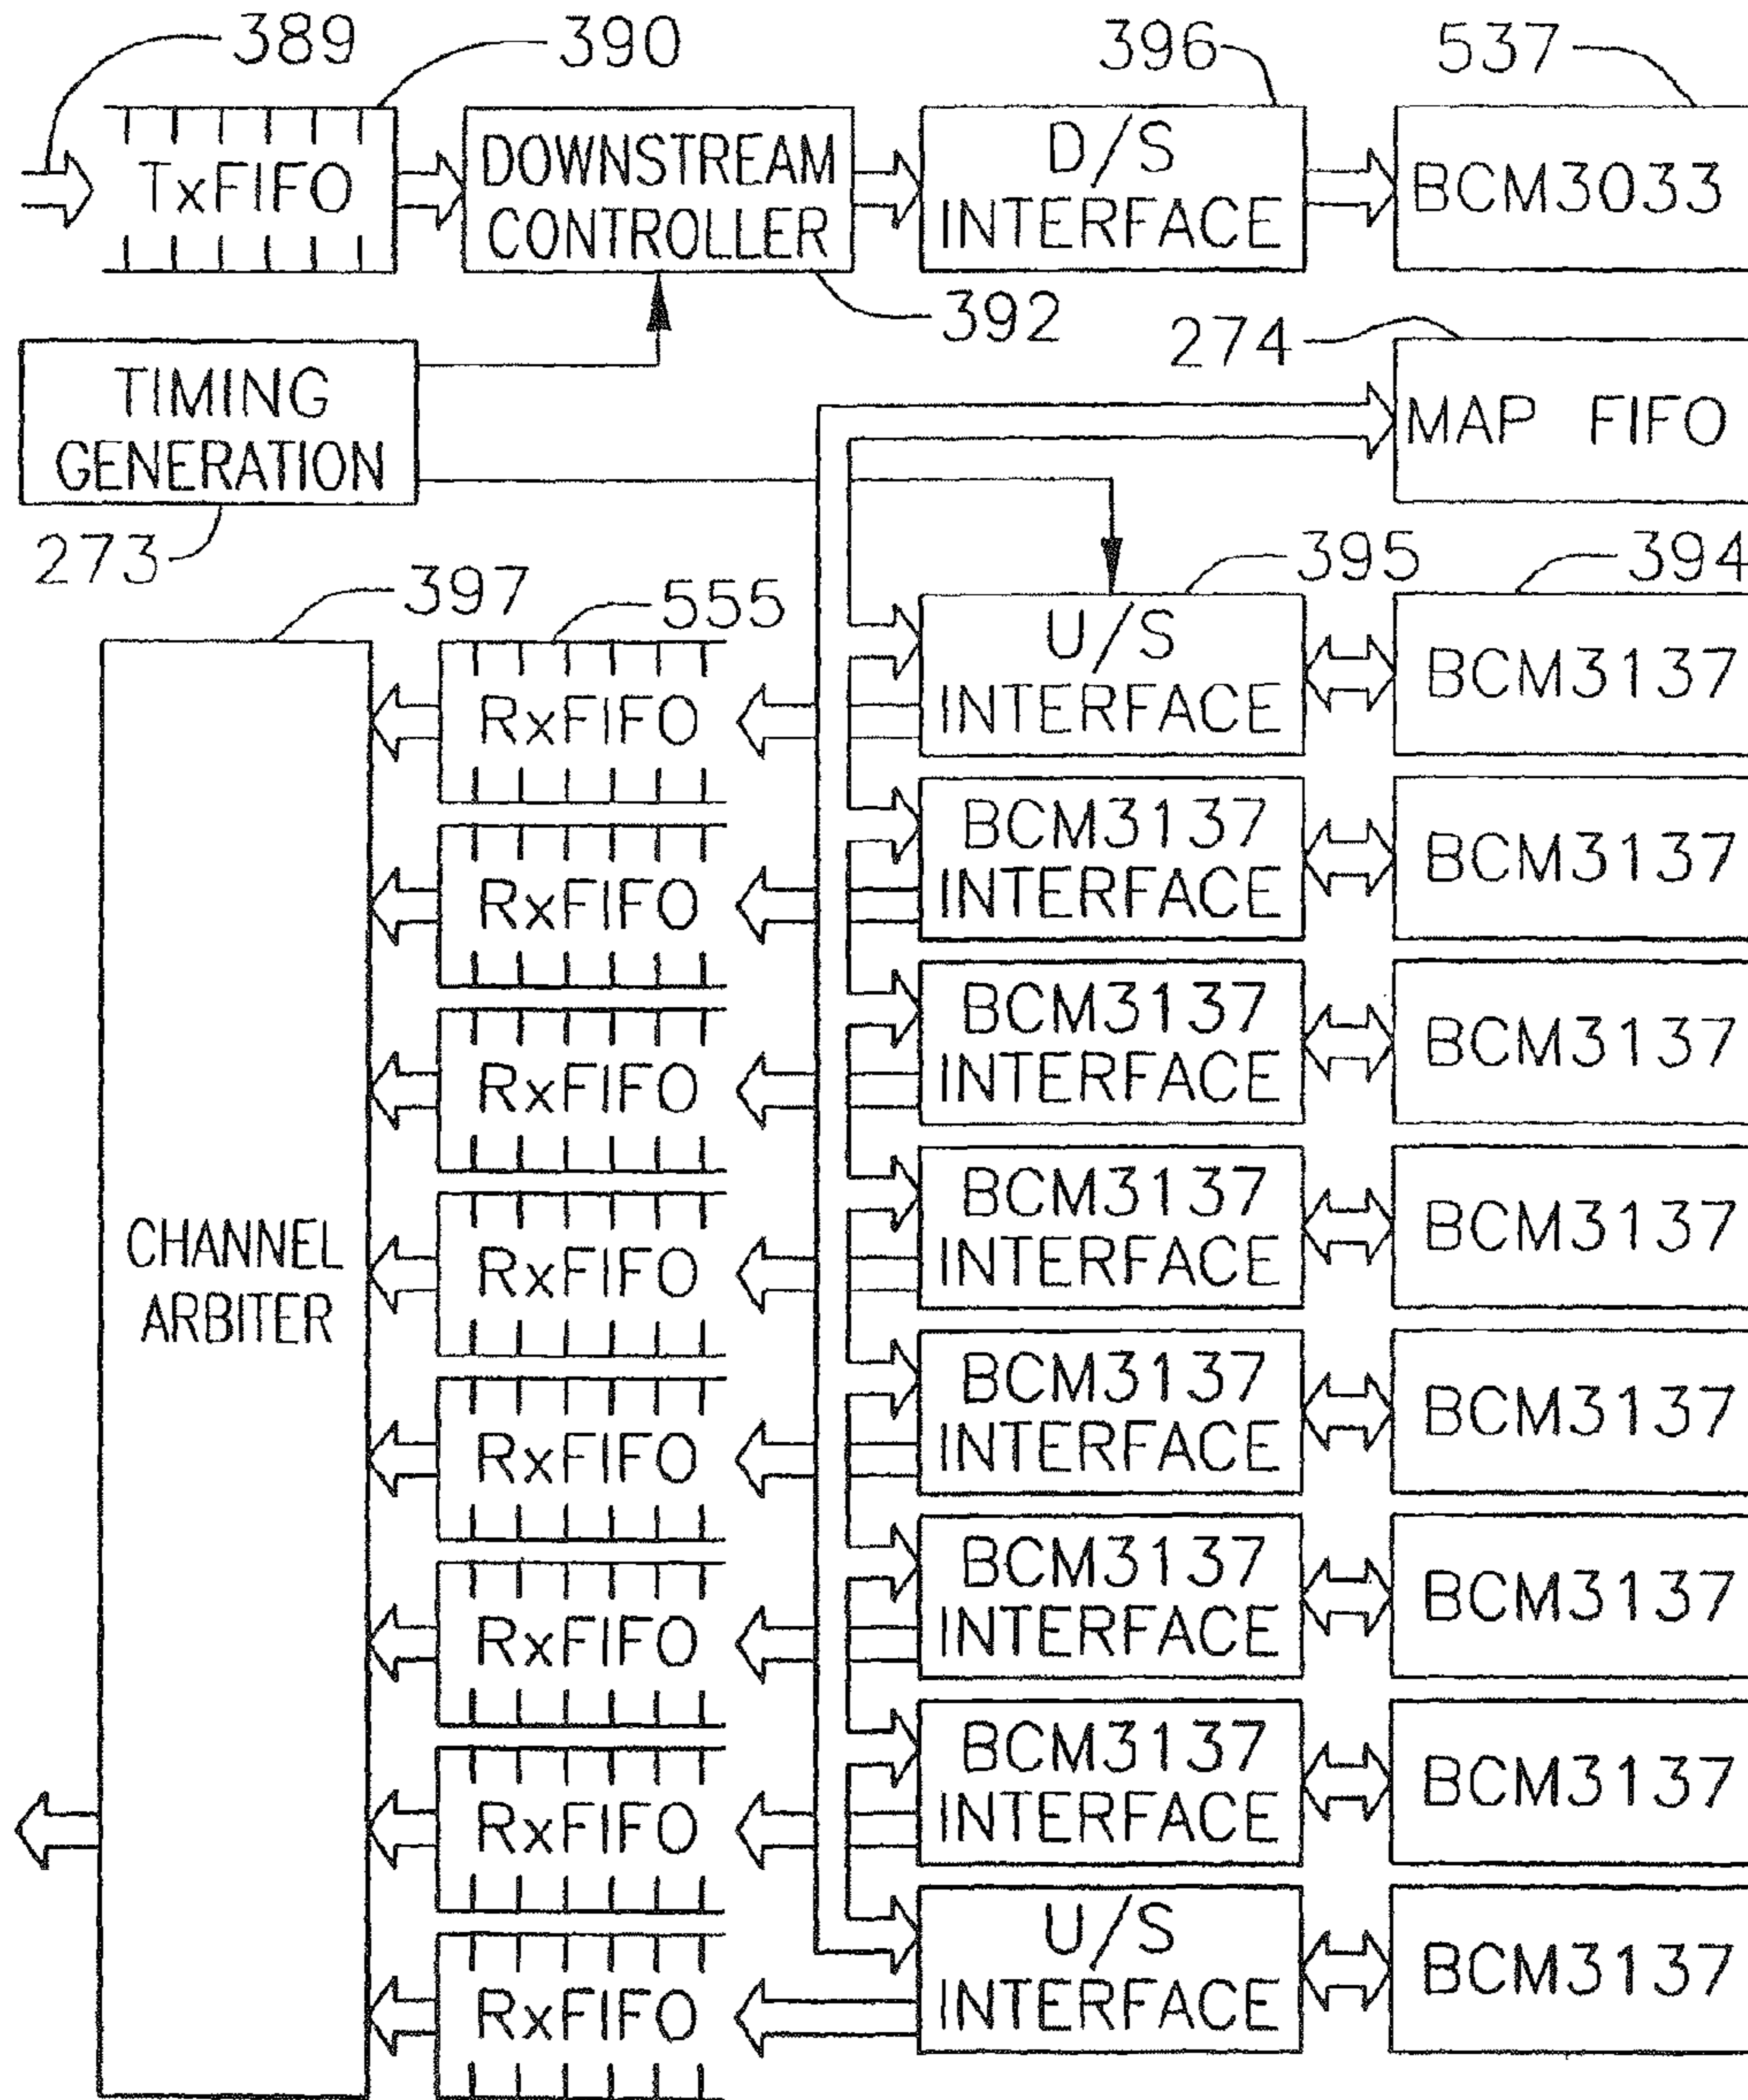 389
390
396
537
TxFIFO
DOWNSTREAM
CONTROLLER
D/S
INTERFACE
BCM3033
392
274
TIMING
GENERATION
MAP FIFO
273
397
555
395
394
CHANNEL
ARBITER
RxFIFO
U/S
INTERFACE
BCM3137
RxFIFO
BCM3137
INTERFACE
BCM3137
RxFIFO
BCM3137
INTERFACE
BCM3137
RxFIFO
BCM3137
INTERFACE
BCM3137
RxFIFO
BCM3137
INTERFACE
BCM3137
RxFIFO
BCM3137
INTERFACE
BCM3137
RxFIFO
BCM3137
INTERFACE
BCM3137
RxFIFO
U/S
INTERFACE
BCM3137